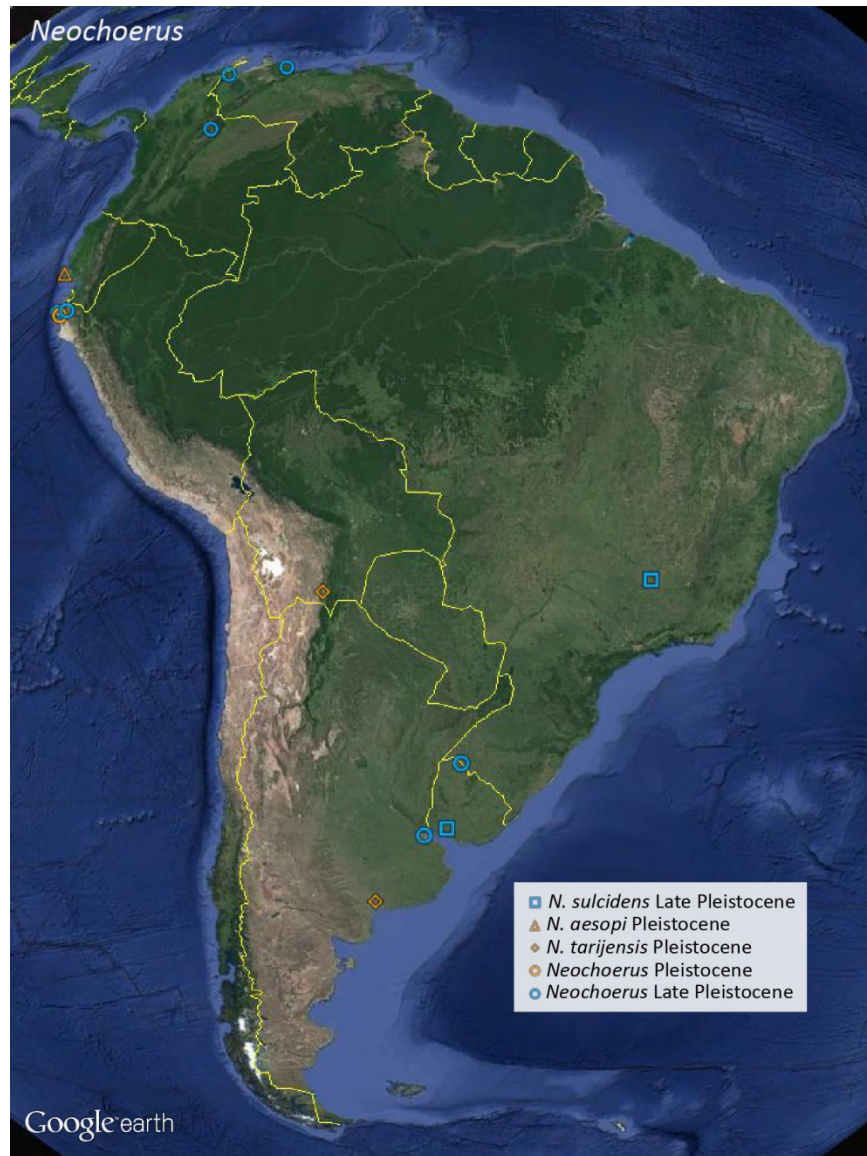 Neochoerus
N. sulcidens Late Pleistocene
N. aesopi Pleistocene
N. tarijensis Pleistocene
Neochoerus Pleistocene
Neochoerus Late Pleistocene
Google earth